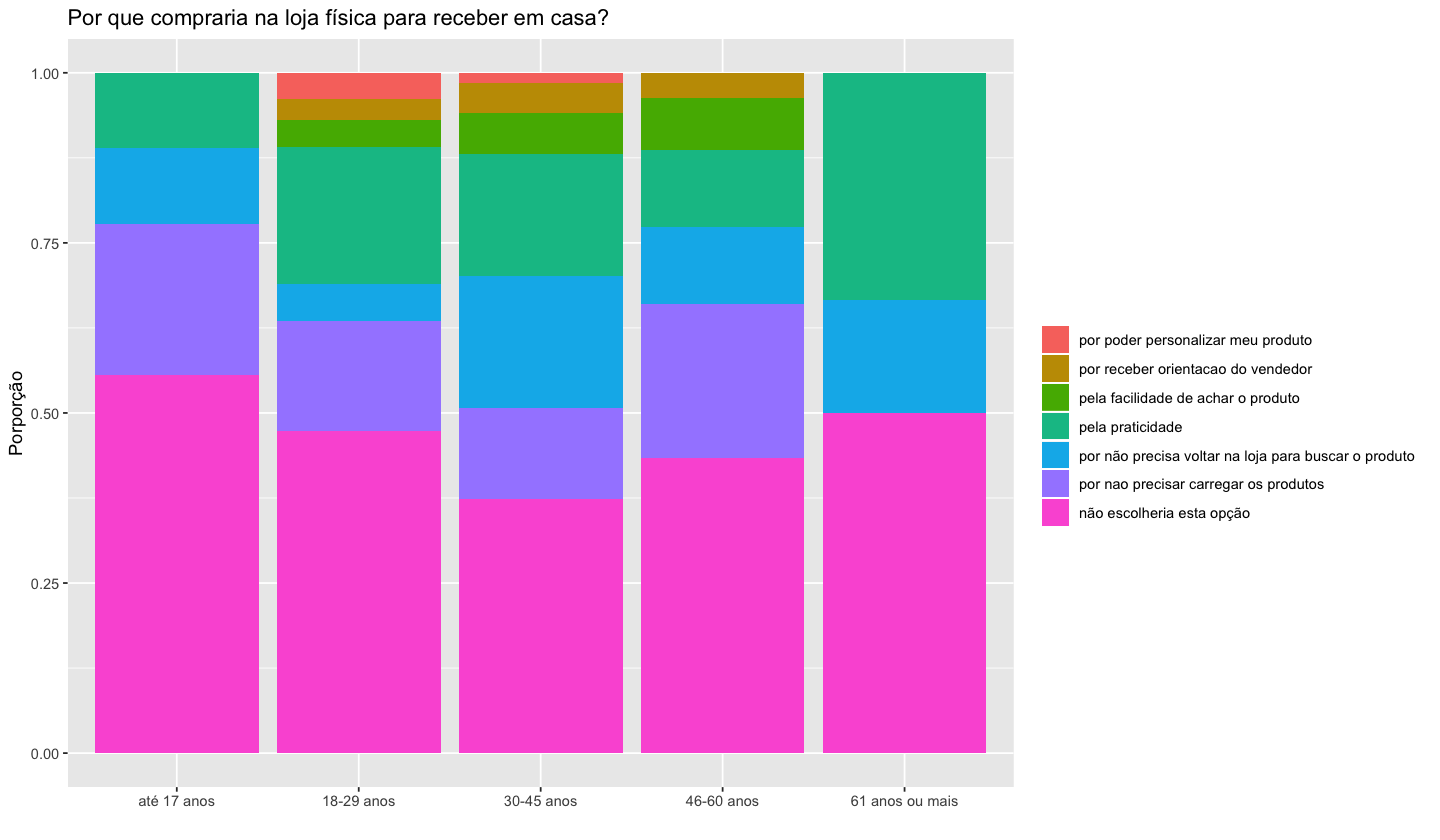 Por que compraria na loja física para receber em casa?
Porporção
1.00
0.75
0.50
0.25
0.00
até 17 anos
18-29 anos
30-45 anos
46-60 anos
61 anos ou mais
por poder personalizar meu produto
por receber orientacao do vendedor
pela facilidade de achar o produto
pela praticidade
por não precisa voltar na loja para buscar o produto
por nao precisar carregar os produtos
não escolheria esta opção